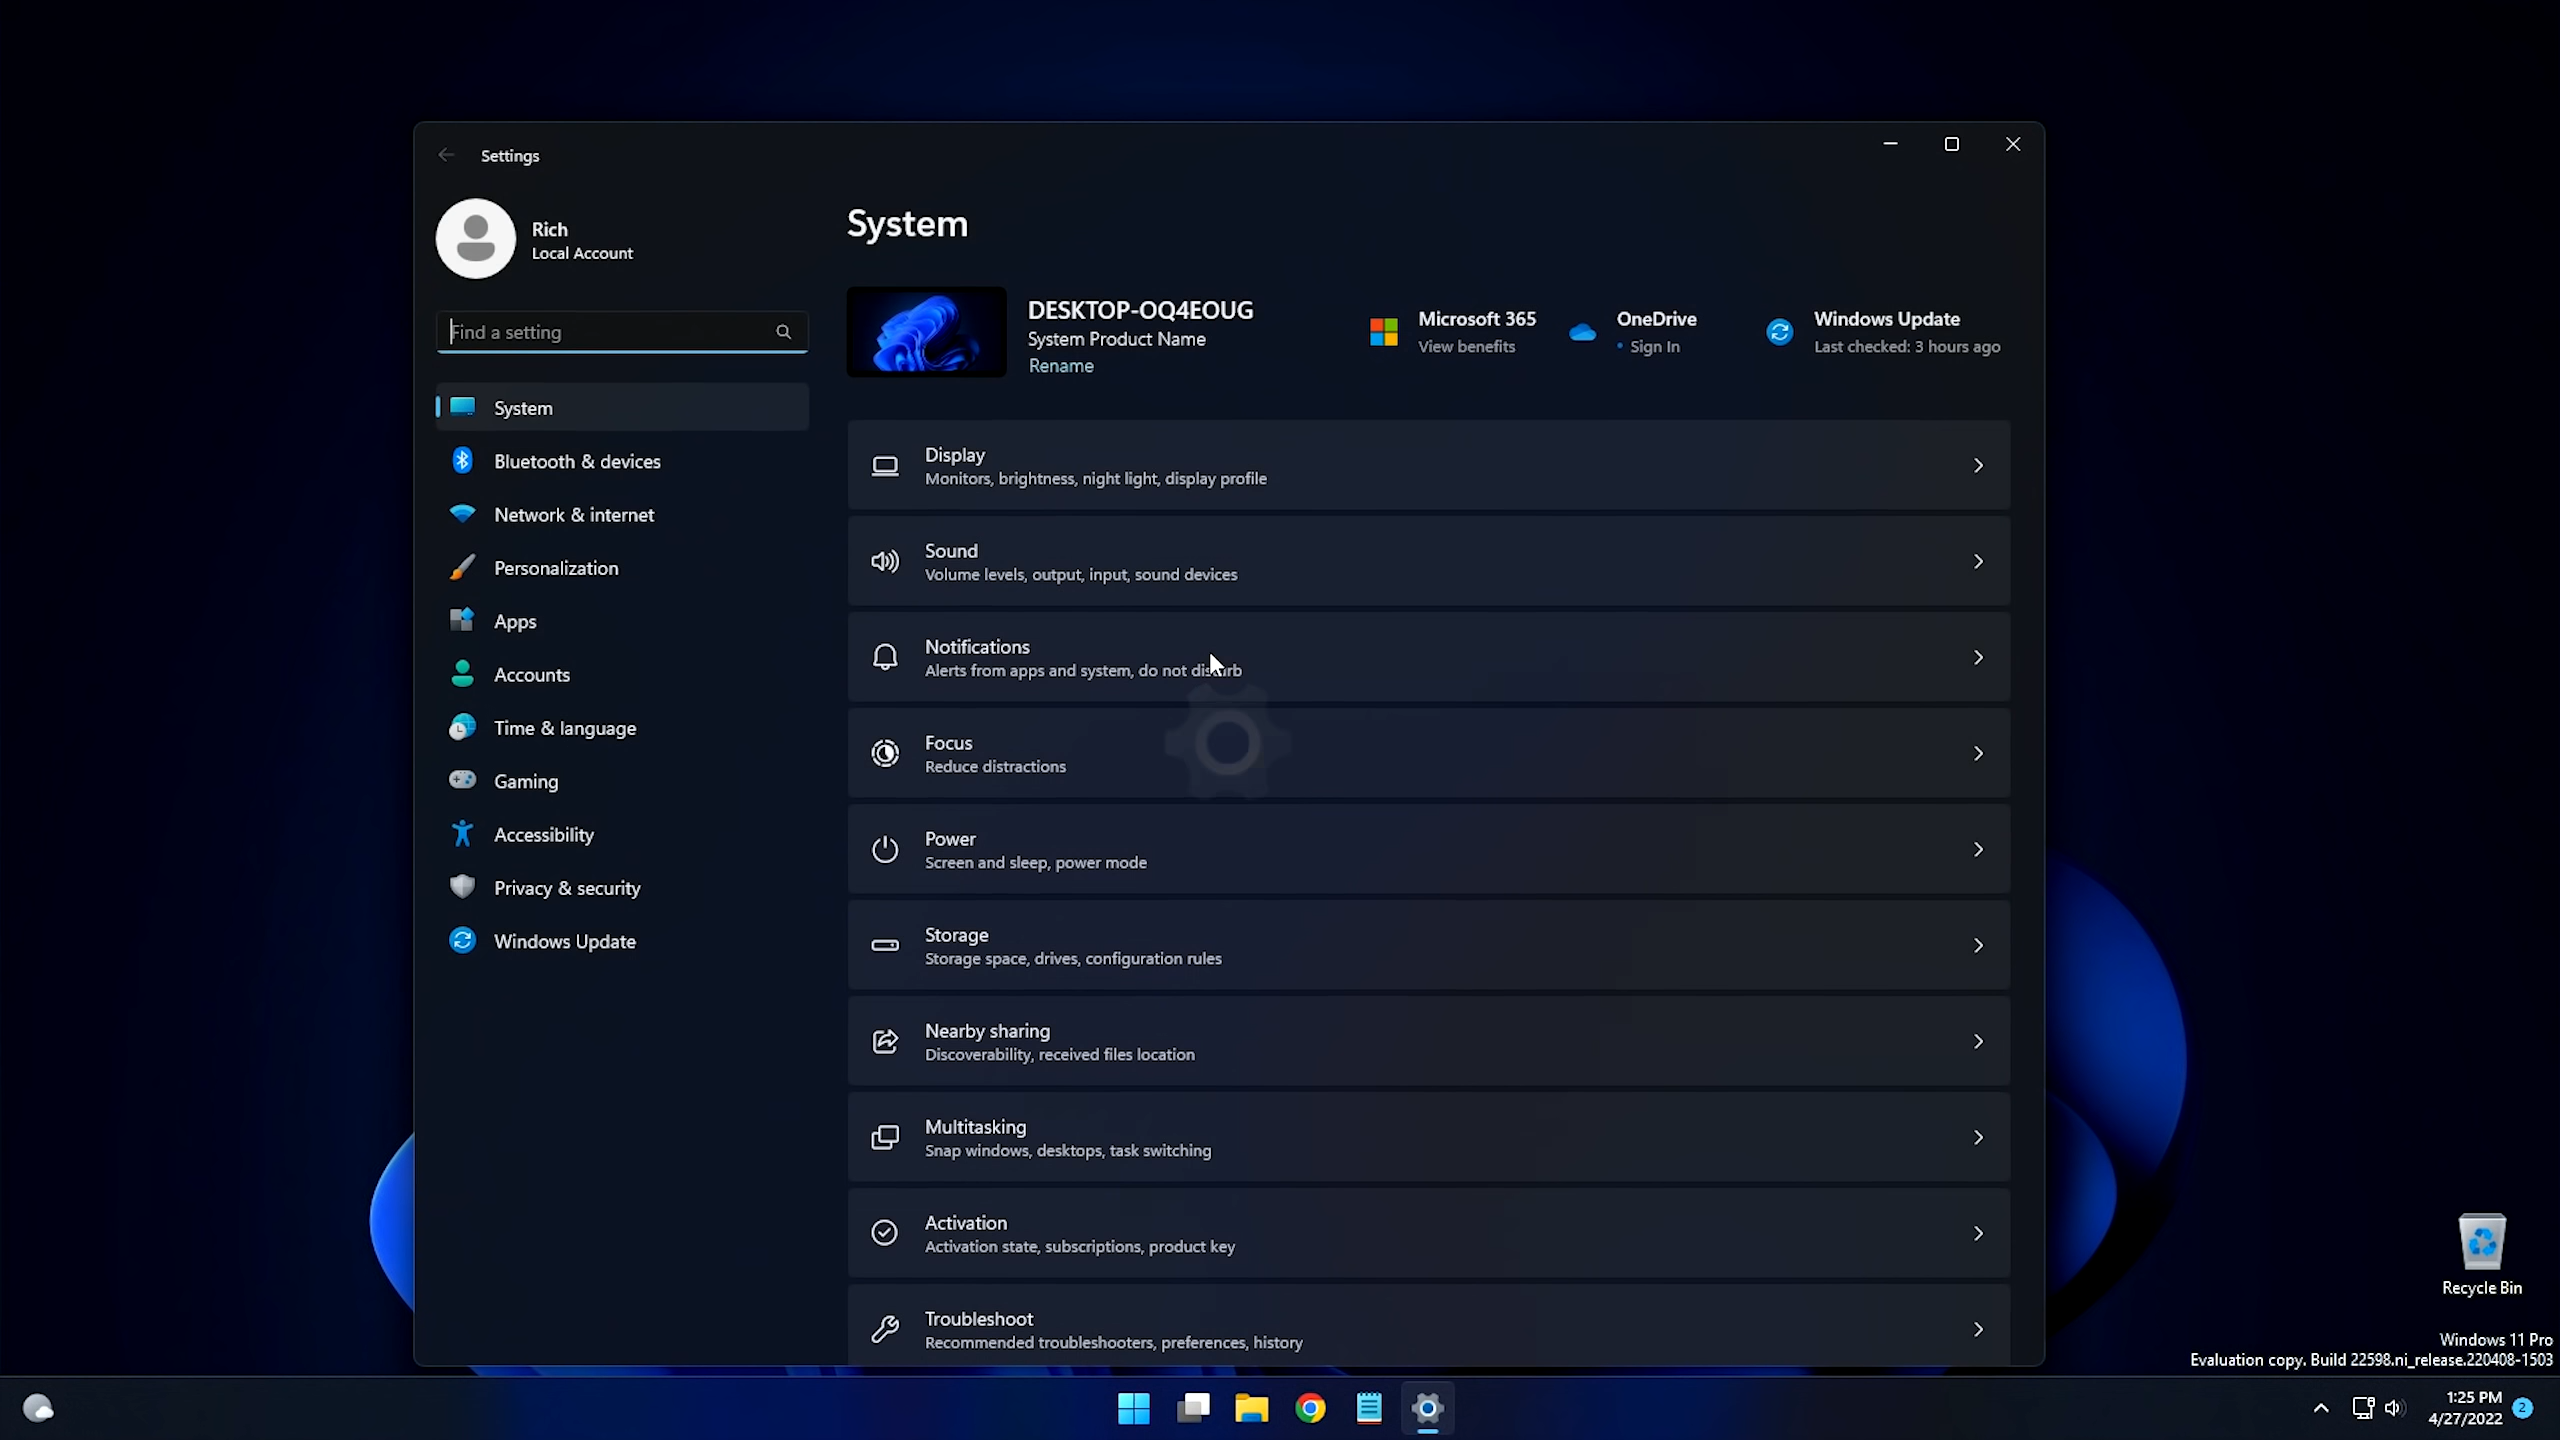 Settings
Rich
Local Account
Find a setting
System
Bluetooth & devices
Network & internet
Personalization
Apps
Accounts
Time & language
Gaming
Accessibility
Privacy & security
Windows Update
System
DESKTOP-OQ4EOUG
System Product Name
Rename
Microsoft 365
View benefits
OneDrive
• Sign In
Windows Update
Last checked: 3 hours ago
Display
Monitors, brightness, night light, display profile
Sound
Volume levels, output, input, sound devices
Notifications
Alerts from apps and system, do not disturb
Focus
Reduce distractions
Power
Screen and sleep, power mode
Storage
Storage space, drives, configuration rules
Nearby sharing
Discoverability, received files location
Multitasking
Snap windows, desktops, task switching
Activation
Activation state, subscriptions, product key
Troubleshoot
Recommended troubleshooters, preferences, history
Recycle Bin
Windows 11 Pro
Evaluation copy. Build 22598.ni_release.220408-1503
1:25 PM
4/27/2022
2